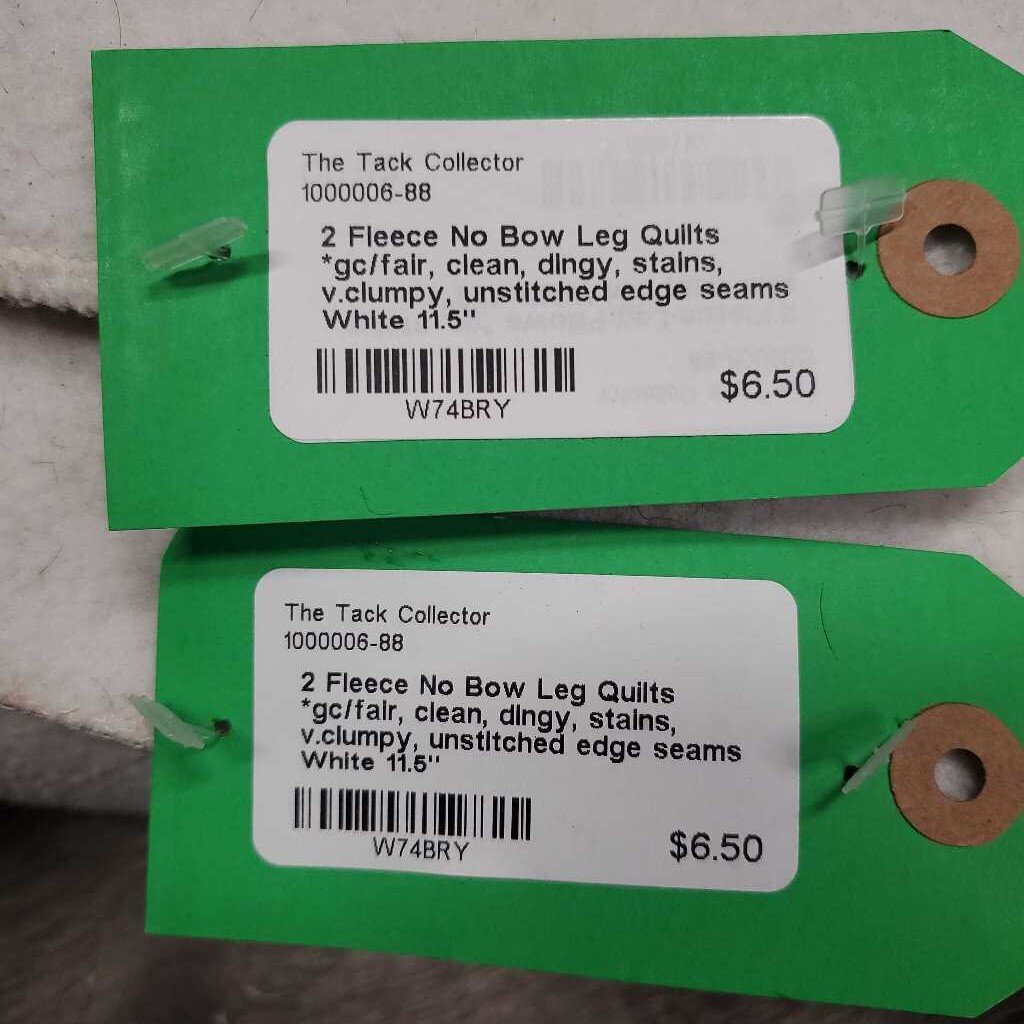 The Tack Collector
1000006-88
2 Fleece No Bow Leg Quilts
*gc/fair, clean, dingy, stains,
v.clumpy, unstitched edge seams
White 11.5"
W74BRY
$6.50
The Tack Collector
1000006-88
2 Fleece No Bow Leg Quilts
*gc/fair, clean, dingy, stains,
v.clumpy, unstitched edge seams
White 11.5"
W74BRY
$6.50